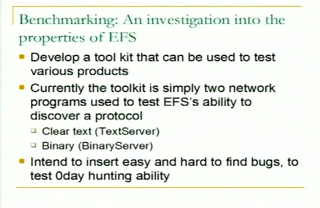 Benchmarking: An investigation into the
properties of EFS
Develop a tool kit that can be used to test
various products
Currently the toolkit is simply two network
programs used to test EFS's ability to
discover a protocol
Clear text (TextServer)
Binary (BinaryServer)
Intend to insert easy and hard to find bugs, to
test 0day hunting ability